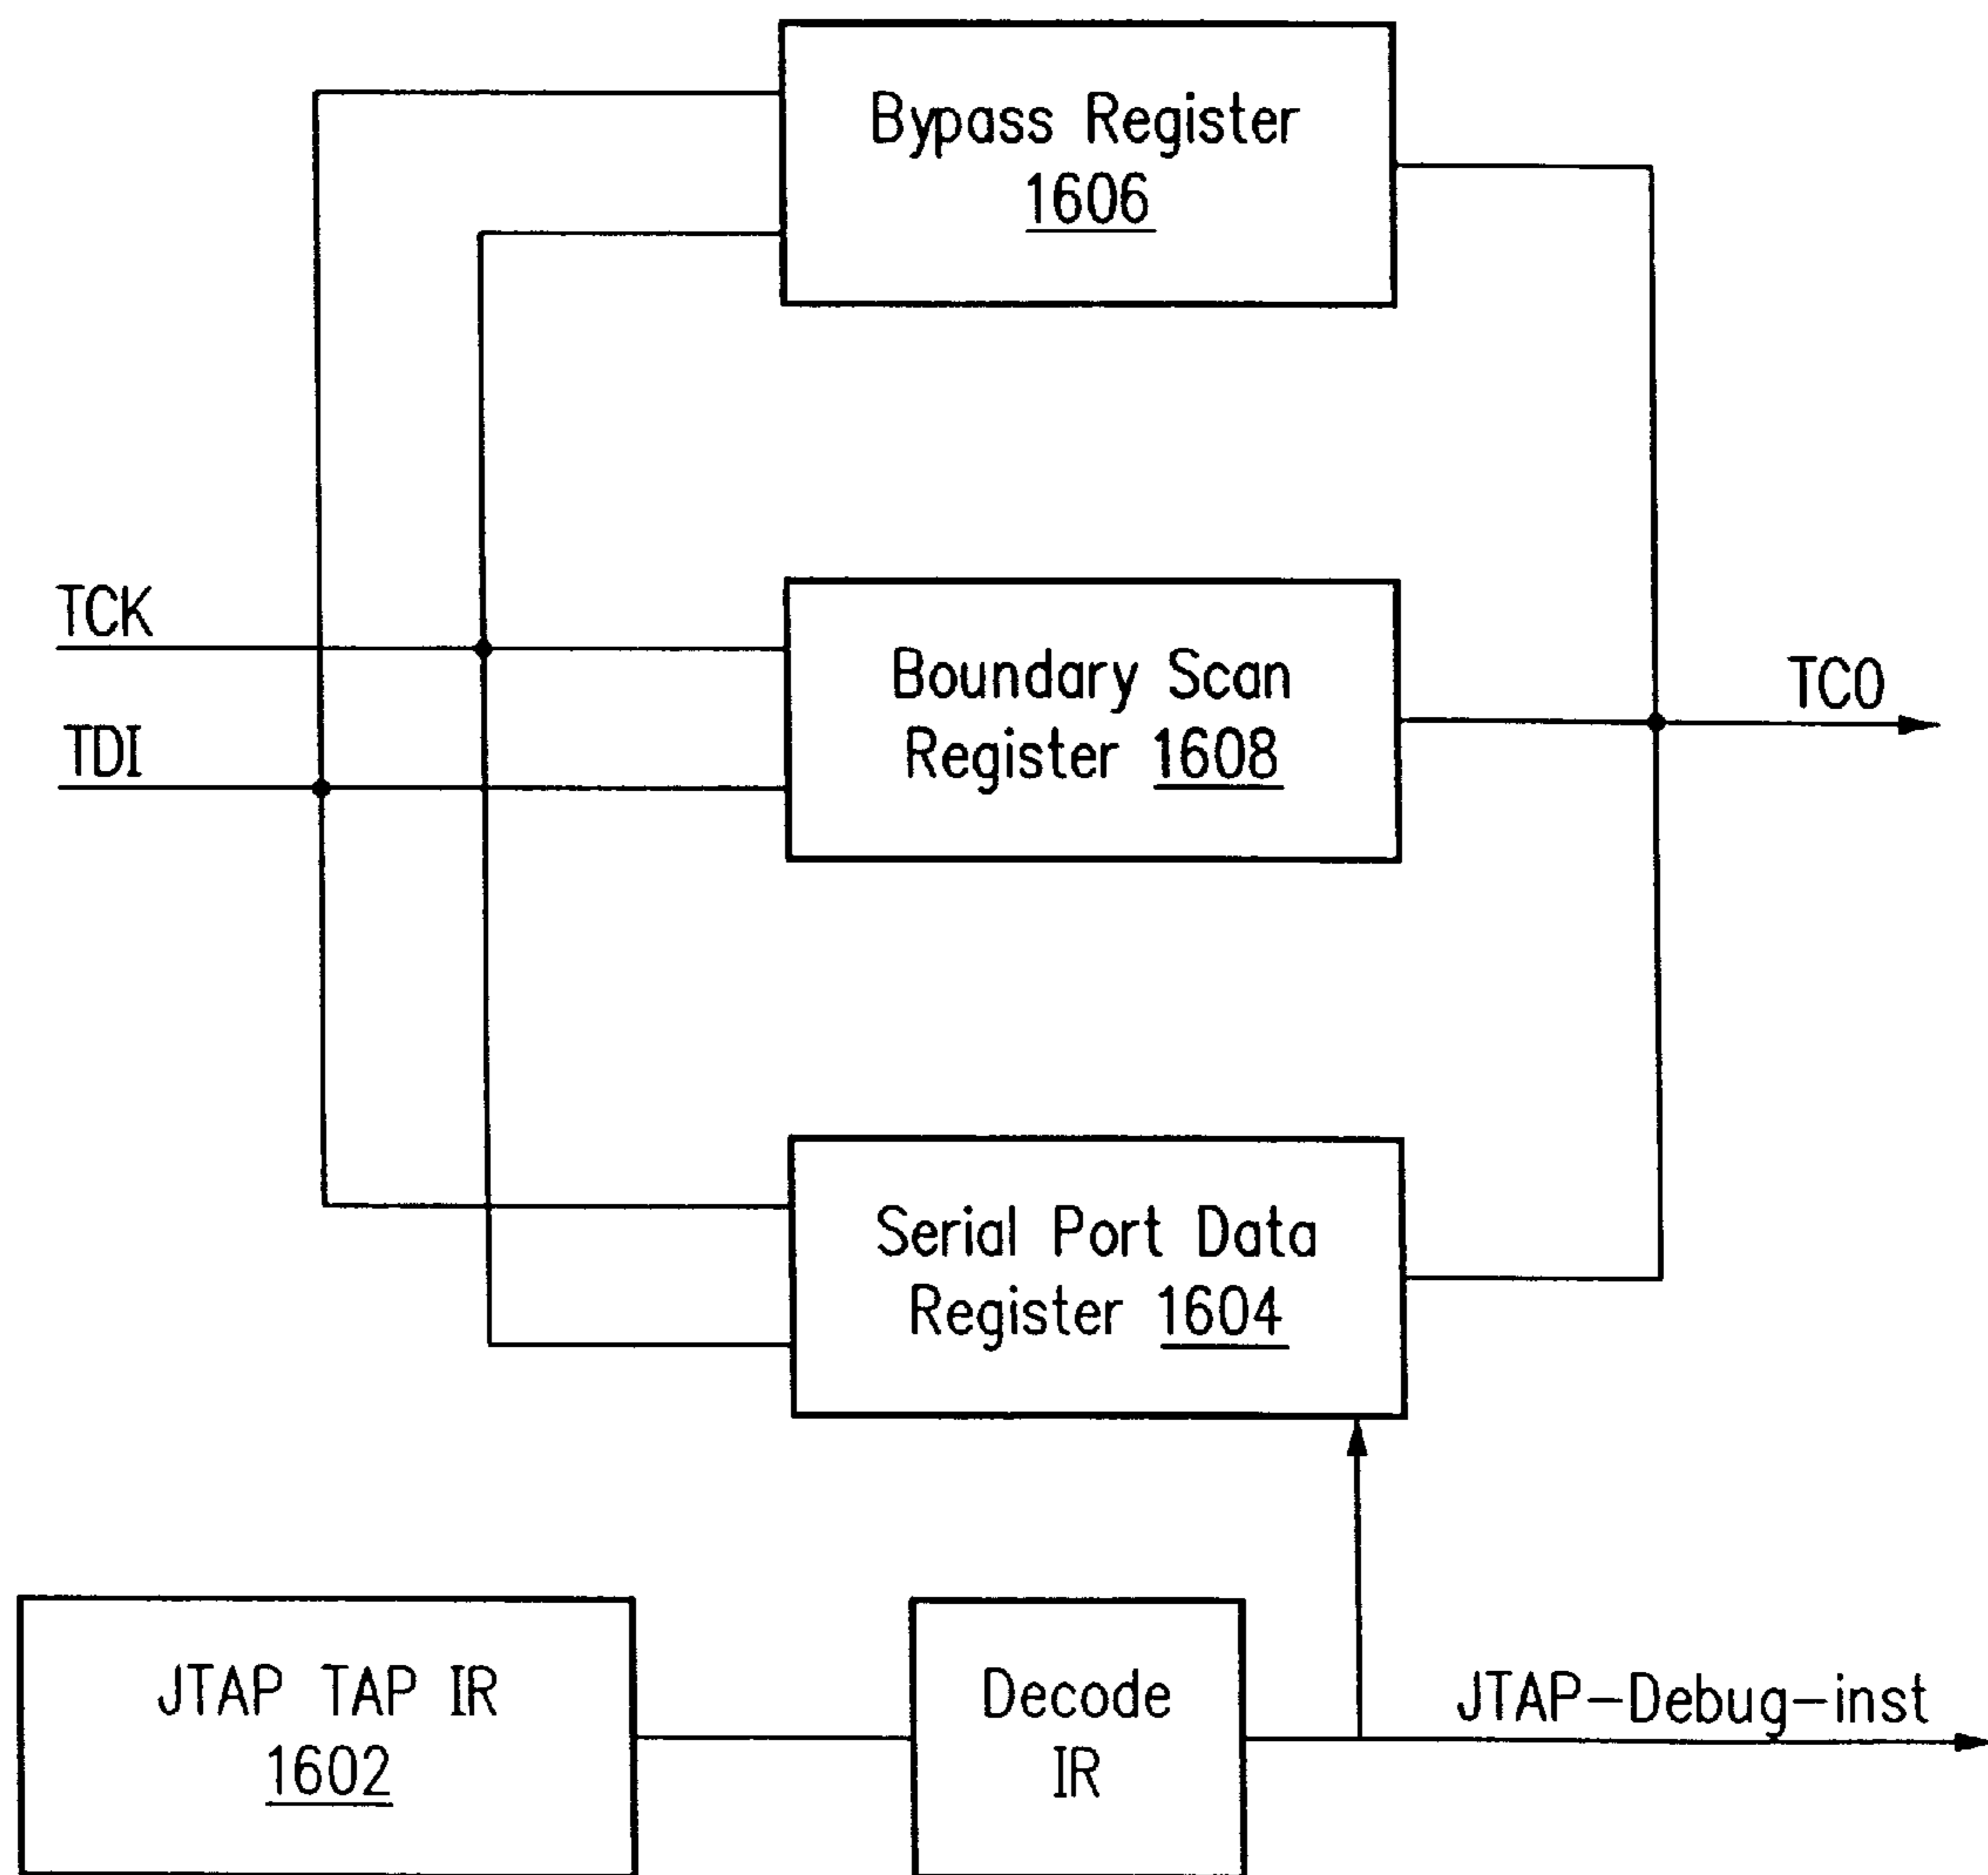 Bypass Register
1606
TCK
TDI
Boundary Scan
Register 1608
TCO
Serial Port Data
Register 1604
JTAP TAP IR
1602
Decode
IR
JTAP-Debug-inst